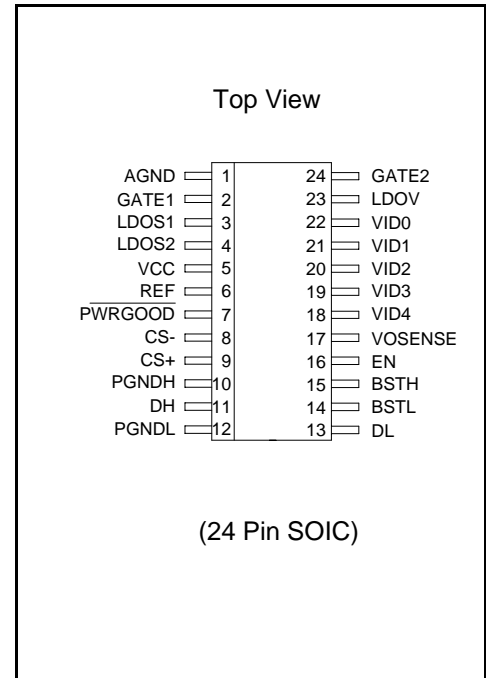 Top View
AGND 1 24 GATE2
GATE1 2 23 LDOV
LDOS1 3 22 VID0
LDOS2 4 21 VID1
VCC 5 20 VID2
REF 6 19 VID3
PWRGOOD 7 18 VID4
CS- 8 17 VOSENSE
CS+ 9 16 EN
PGNDH 10 15 BSTH
DH 11 14 BSTL
PGNDL 12 13 DL
(24 Pin SOIC)